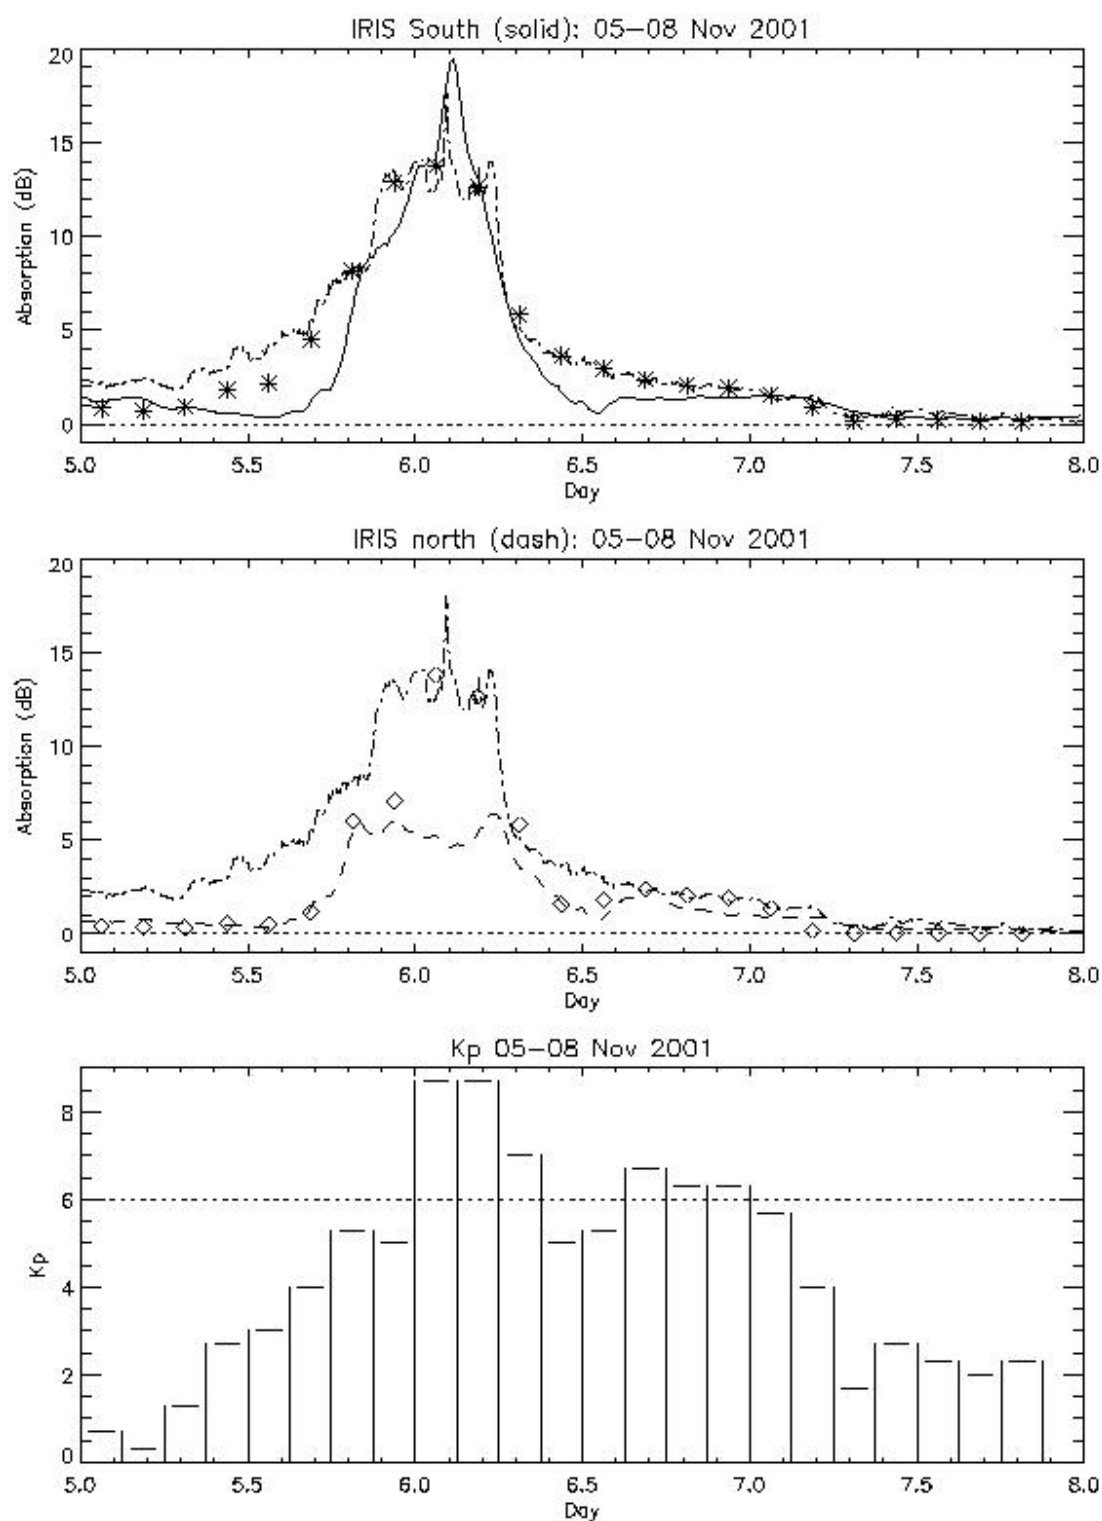 IRIS South (solid): 05-08 Nov 2001
20
15
10
5
0
Absorption (dB)
5.0 5.5 6.0 6.5 7.0 7.5 8.0
Day
IRIS north (dash): 05-08 Nov 2001
20
15
10
5
0
Absorption (dB)
5.0 5.5 6.0 6.5 7.0 7.5 8.0
Day
Kp 05-08 Nov 2001
8
6
4
2
0
Kp
5.0 5.5 6.0 6.5 7.0 7.5 8.0
Day